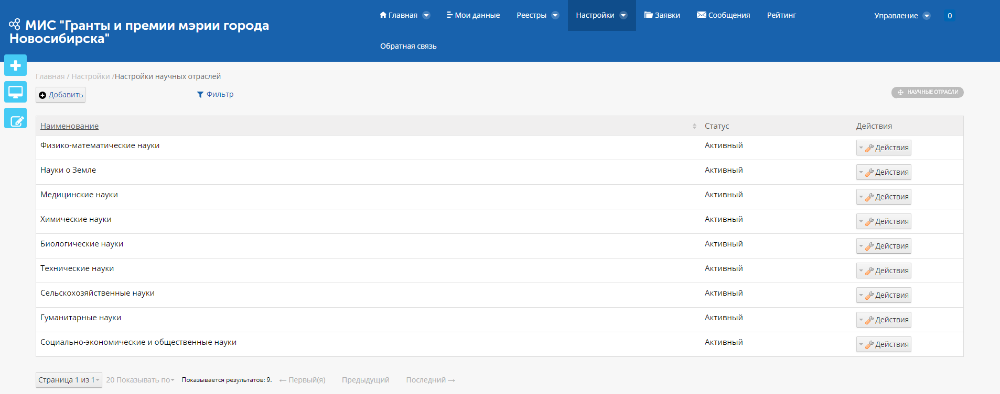 МИС "Гранты и премии мэрии города
Новосибирска"
Главная Мои данные Реестры Настройки Заявки Сообщения Рейтинг Управление 0
Обратная связь
Главная / Настройки /Настройки научных отраслей
Добавить Фильтр НАУЧНЫЕ ОТРАСЛИ
Наименование Статус Действия
Физико-математические науки Активный Действия
Науки о Земле Активный Действия
Медицинские науки Активный Действия
Химические науки Активный Действия
Биологические науки Активный Действия
Технические науки Активный Действия
Сельскохозяйственные науки Активный Действия
Гуманитарные науки Активный Действия
Социально-экономические и общественные науки Активный Действия
Страница 1 из 1 20 Показывать по Показывается результатов: 9. ← Первый(я) Предыдущий Последний →